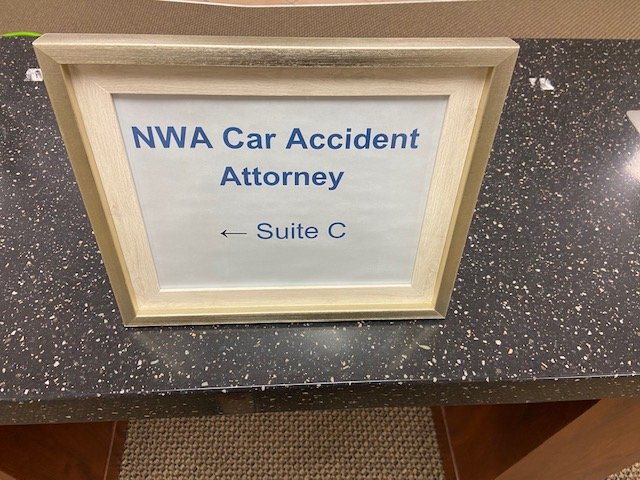 NWA Car Accident
Attorney
← Suite C